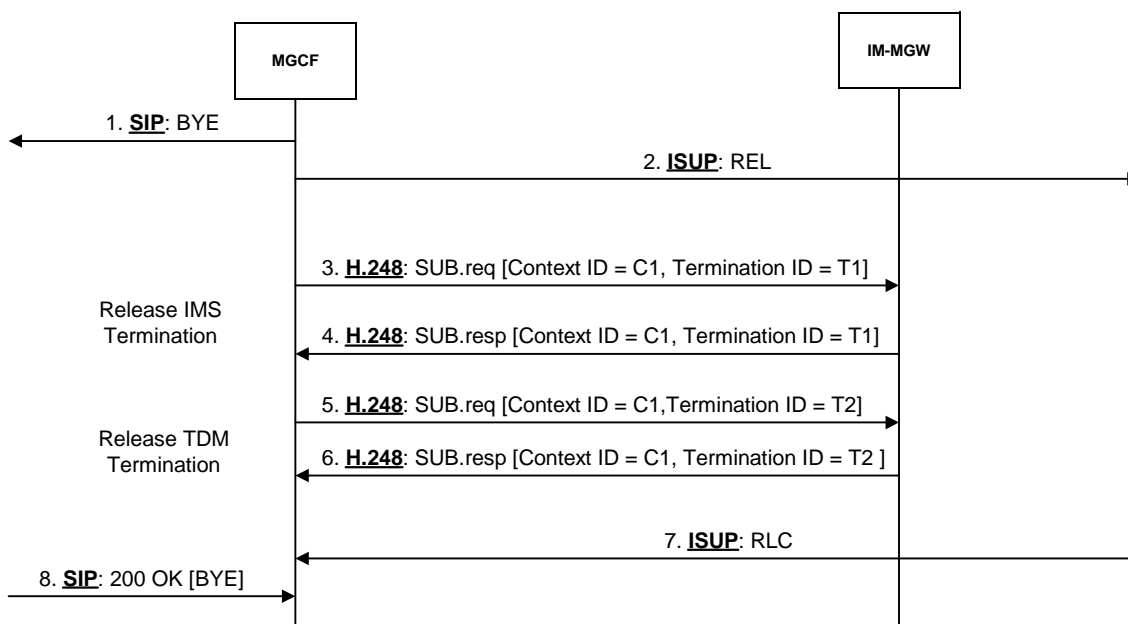 MGCF
IM-MGW
1. SIP: BYE
2. ISUP: REL
3. H.248: SUB.req [Context ID = C1, Termination ID = T1]
Release IMS
Termination
4. H.248: SUB.resp [Context ID = C1, Termination ID = T1]
5. H.248: SUB.req [Context ID = C1,Termination ID = T2]
Release TDM
Termination
6. H.248: SUB.resp [Context ID = C1, Termination ID = T2 ]
7. ISUP: RLC
8. SIP: 200 OK [BYE]